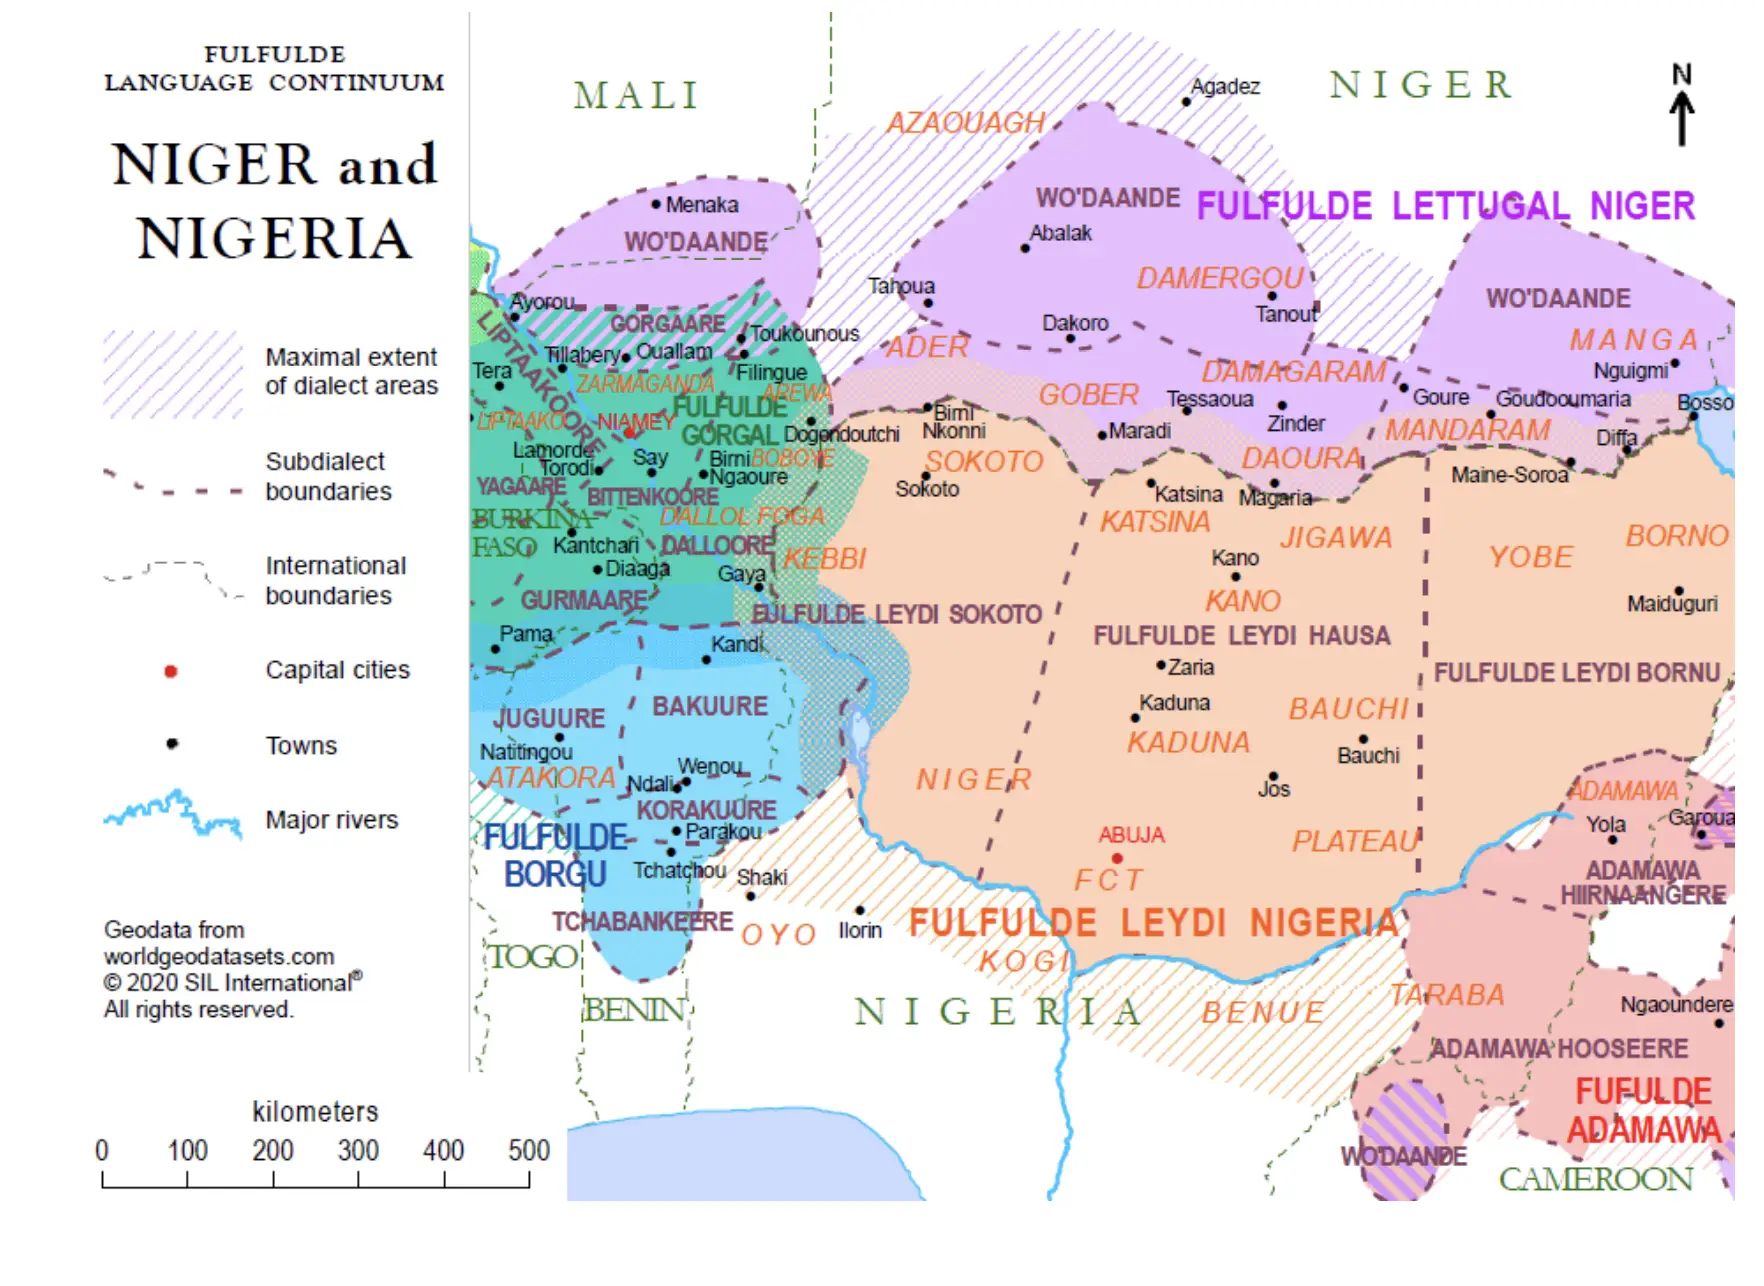 FULFULDE
LANGUAGE CONTINUUM
NIGER and
NIGERIA
Maximal extent
of dialect areas
Subdialect
boundaries
International
boundaries
Capital cities
Towns
Major rivers
Geodata from
worldgeodatasets.com
© 2020 SIL International®
All rights reserved.
kilometers
0 100 200 300 400 500
MALI
NIGER
N
Agadez
AZAOUAGH
WO'DAANDE
FULFULDE LETTUGAL NIGER
Menaka
WO'DAANDE
Abalak
DAMERGOU
Tahoua
Tanout
WO'DAANDE
Ayorou
GORGAARE
Toukounous
Dakoro
MANGA
LIPTAAKOORE
Tillabery
Ouallam
ADER
Nguigmi
Tera
Filingue
DAMAGARAM
ZARMAGANDA
AREWA
GOBER
Tessaoua
Goure
Goudooumaria
Bosso
LIPTAAKO
NIAMEY
FULFULDE
GORGAL
Dogondoutchi
Birni
Nkonni
Maradi
Zinder
MANDARAM
Diffa
Lamorde
Torodi
Say
Birni
Ngaoure
BOBOYE
SOKOTO
DAOURA
Maine-Soroa
YAGAARE
BITTENKOORE
Sokoto
Katsina
Magaria
BURKINA
FASO
DALLOL FOGA
KATSINA
JIGAWA
YOBE
BORNO
Kantchari
DALLOORE
KEBBI
Kano
Diaaga
Gaya
KANO
Maiduguri
GURMAARE
FULFULDE LEYDI SOKOTO
FULFULDE LEYDI HAUSA
Pama
Kandi
Zaria
FULFULDE LEYDI BORNU
JUGUURE
BAKUURE
Kaduna
BAUCHI
Natitingou
KADUNA
Bauchi
ATAKORA
Wenou
Ndali
NIGER
Jos
ADAMAWA
KORAKUURE
Garoua
Yola
FULFULDE
BORGU
Parakou
ABUJA
PLATEAU
Tchatchou
Shaki
FCT
ADAMAWA
HIIRNAANGERE
TCHABANKEERE
OYO
Ilorin
FULFULDE LEYDI NIGERIA
TOGO
KOGI
BENIN
NIGERIA
BENUE
TARABA
Ngaoundere
ADAMAWA HOOSEERE
FUFULDE
ADAMAWA
WO'DAANDE
CAMEROON